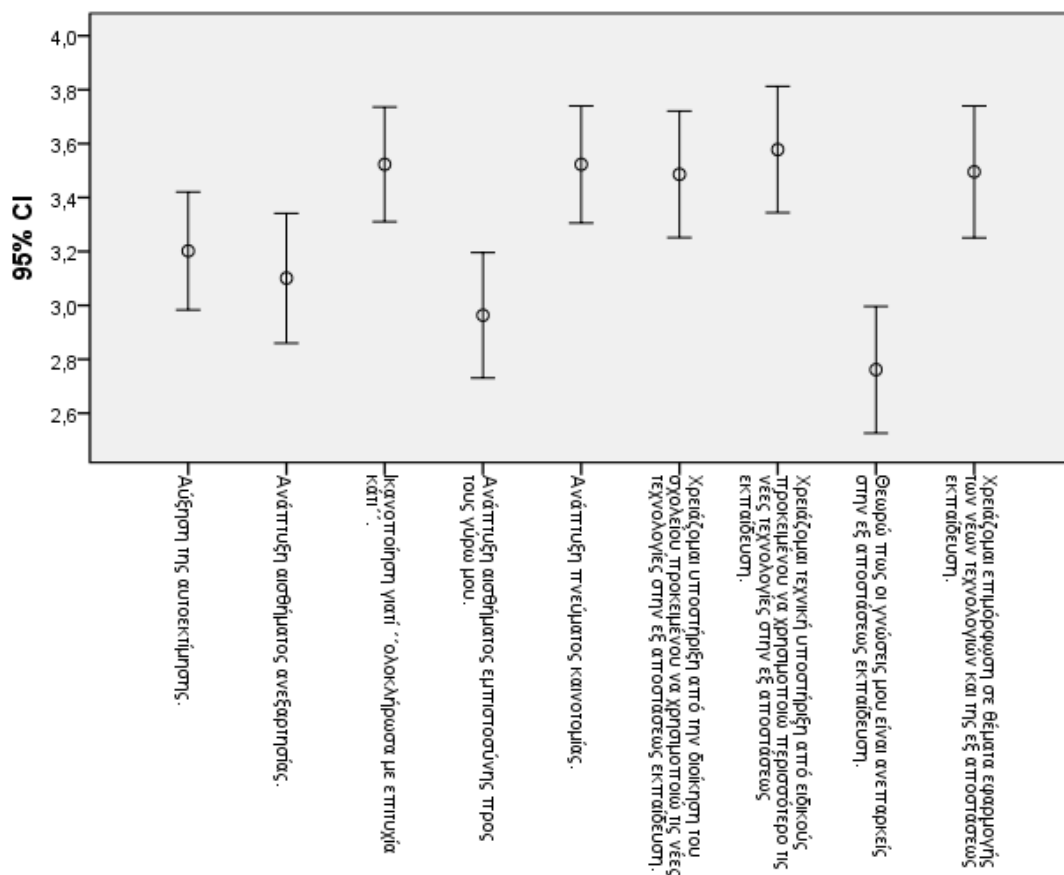 95% CI
4,0
3,8
3,6
3,4
3,2
3,0
2,8
2,6
Αύξηση της αυτοεκτίμησης.
Ανάπτυξη αισθήματος ανεξαρτησίας.
Ικανοποίηση γιατί ´´ολοκλήρωσα με επιτυχία
κάτι´´.
Ανάπτυξη αισθήματος εμπιστοσύνης προς
τους γύρω μου.
Ανάπτυξη πνεύματος καινοτομίας.
Χρειάζομαι υποστήριξη από την διοίκηση του
σχολείου προκειμένου να χρησιμοποιώ τις νέες
τεχνολογίες στην εξ αποστάσεως εκπαίδευση.
Χρειάζομαι τεχνική υποστήριξη από ειδικούς
προκειμένου να χρησιμοποιώ περισσότερο τις
νέες τεχνολογίες στην εξ αποστάσεως
εκπαίδευση.
Θεωρώ πως οι γνώσεις μου είναι ανεπαρκείς
στην εξ αποστάσεως εκπαίδευση.
Χρειάζομαι επιμόρφωση σε θέματα εφαρμογής
των νέων τεχνολογιών και της εξ αποστάσεως
εκπαίδευση.